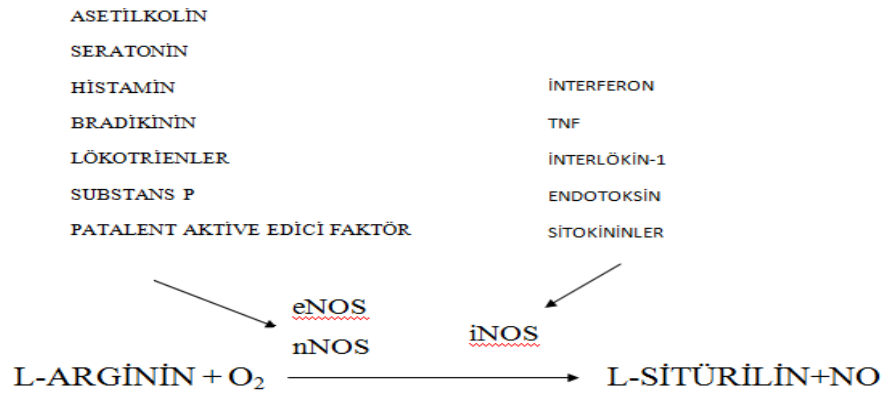 ASETİLKOLİN
SERATONİN
HİSTAMİN
BRADİKİNİN
LÖKOTRİENLER
SUBSTANS P
PATALENT AKTİVE EDİCİ FAKTÖR
İNTERFERON
TNF
İNTERLÖKİN-1
ENDOTOKSİN
SİTOKİNİNLER
eNOS
nNOS
iNOS
L-ARGİNİN + O₂
L-SİTÜRİLİN+NO